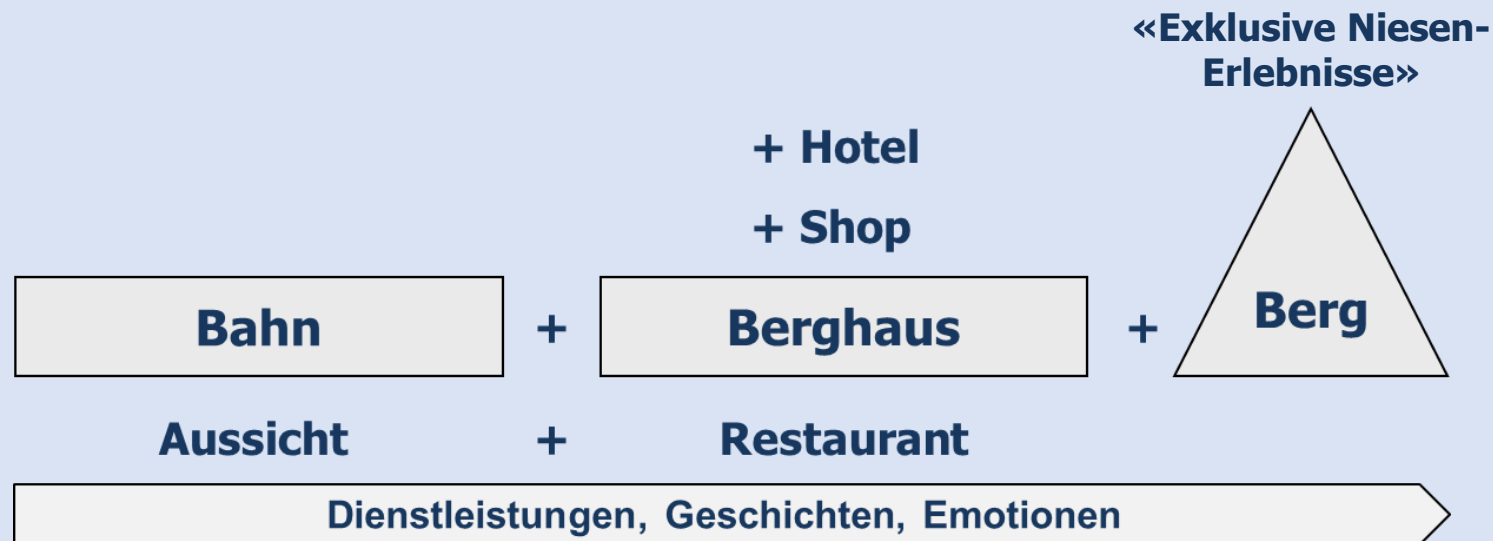 «Exklusive Niesen-
Erlebnisse»
+ Hotel
+ Shop
Bahn + Berghaus + Berg
Aussicht + Restaurant
Dienstleistungen, Geschichten, Emotionen